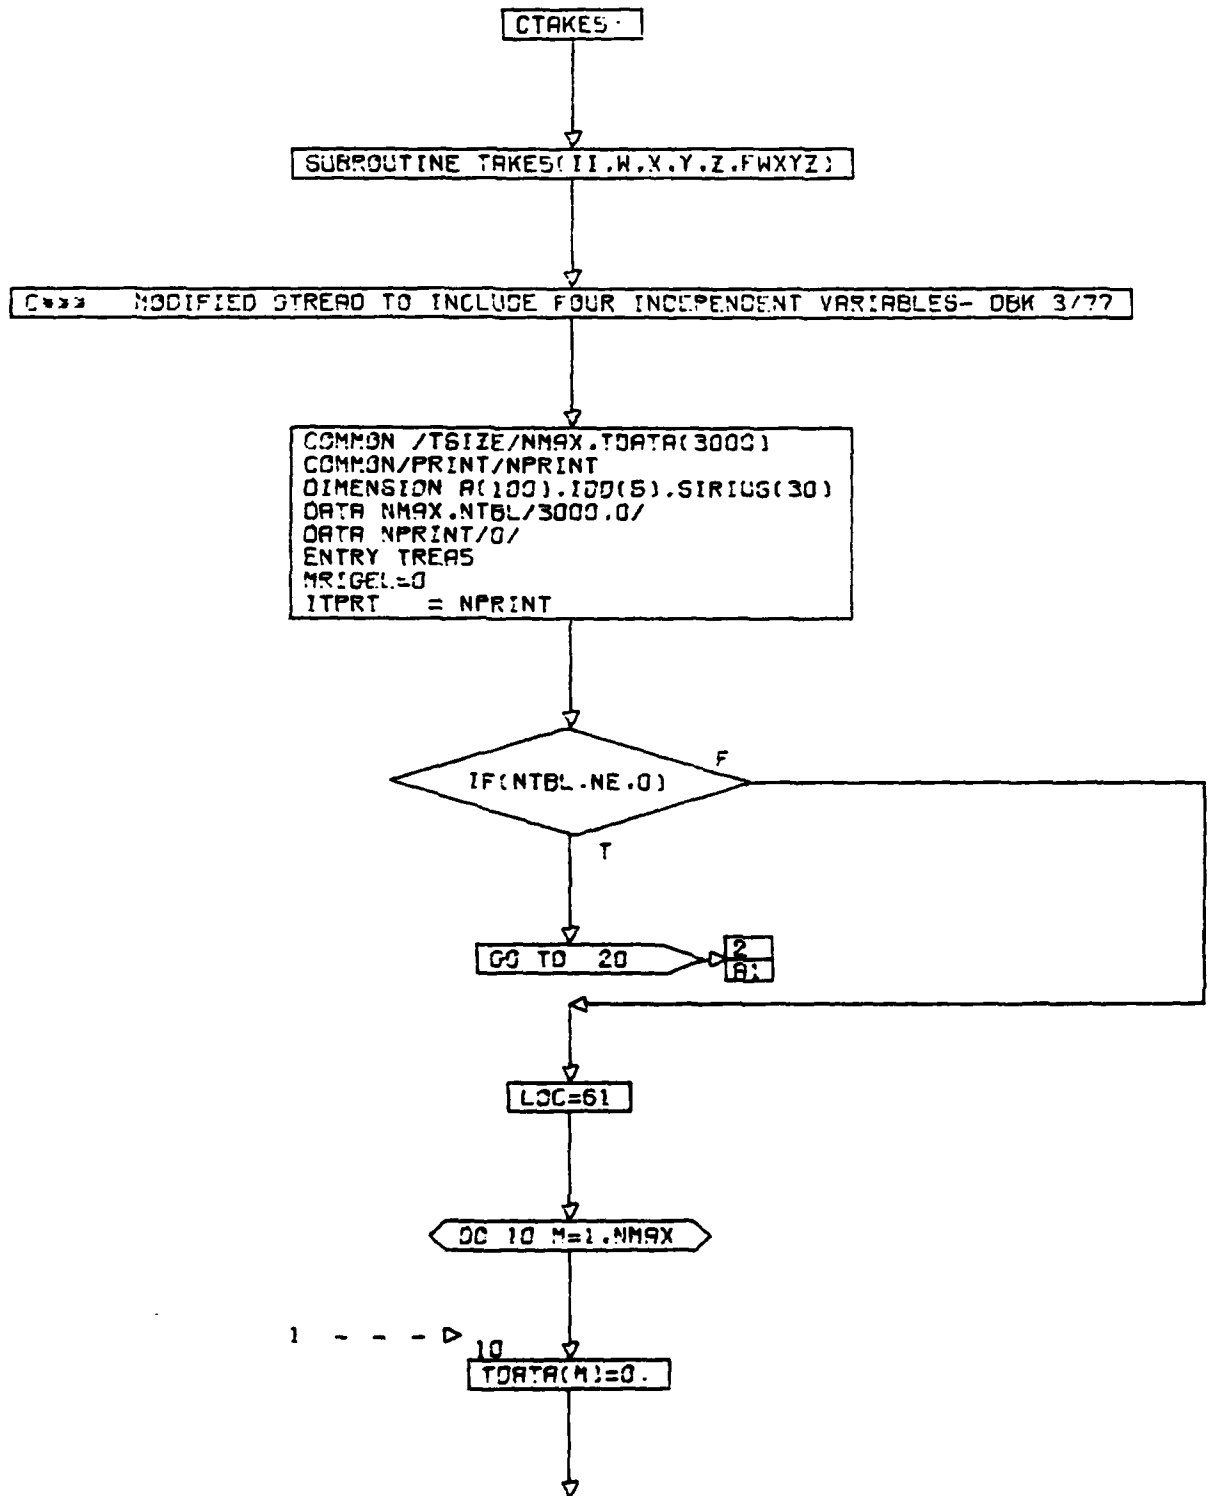 CTAKES
SUBROUTINE TAKES(II,W,X,Y,Z,FWXYZ)
C*** MODIFIED STREAD TO INCLUDE FOUR INDEPENDENT VARIABLES- DBK 3/77
COMMON /TSIZE/NMAX,TDATA(3000)
COMMON/PRINT/NPRINT
DIMENSION A(100),IDD(5),SIRIUS(30)
DATA NMAX,NTBL/3000,0/
DATA NPRINT/0/
ENTRY TREAS
MRIGEL=0
ITPRT = NPRINT
IF(NTBL.NE.0)
F
T
GO TO 20
2
A1
LOC=61
DO 10 M=1,NMAX
1 - - - 
10
TDATA(M)=0.